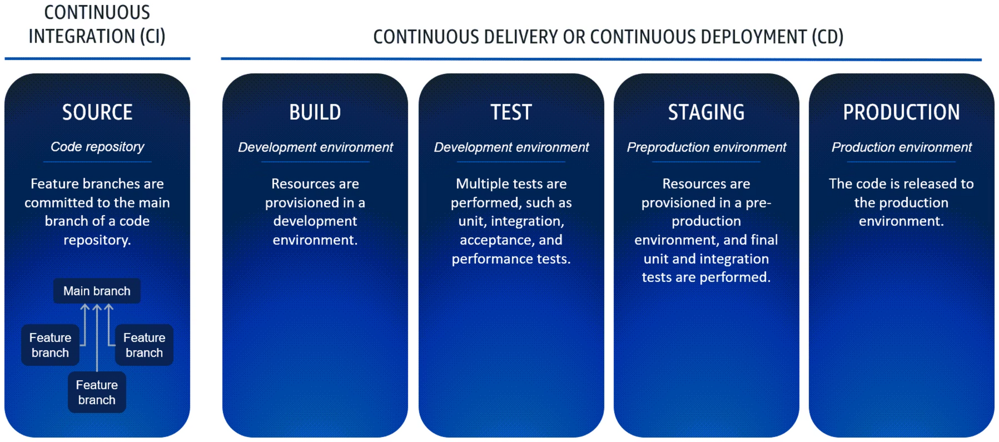 CONTINUOUS
INTEGRATION (CI)
CONTINUOUS DELIVERY OR CONTINUOUS DEPLOYMENT (CD)
SOURCE
Code repository
Feature branches are
committed to the main
branch of a code
repository.
Main branch
Feature
branch
Feature
branch
Feature
branch
BUILD
Development environment
Resources are
provisioned in a
development
environment.
TEST
Development environment
Multiple tests are
performed, such as
unit, integration,
acceptance, and
performance tests.
STAGING
Preproduction environment
Resources are
provisioned in a pre-
production
environment, and final
unit and integration
tests are performed.
PRODUCTION
Production environment
The code is released to
the production
environment.